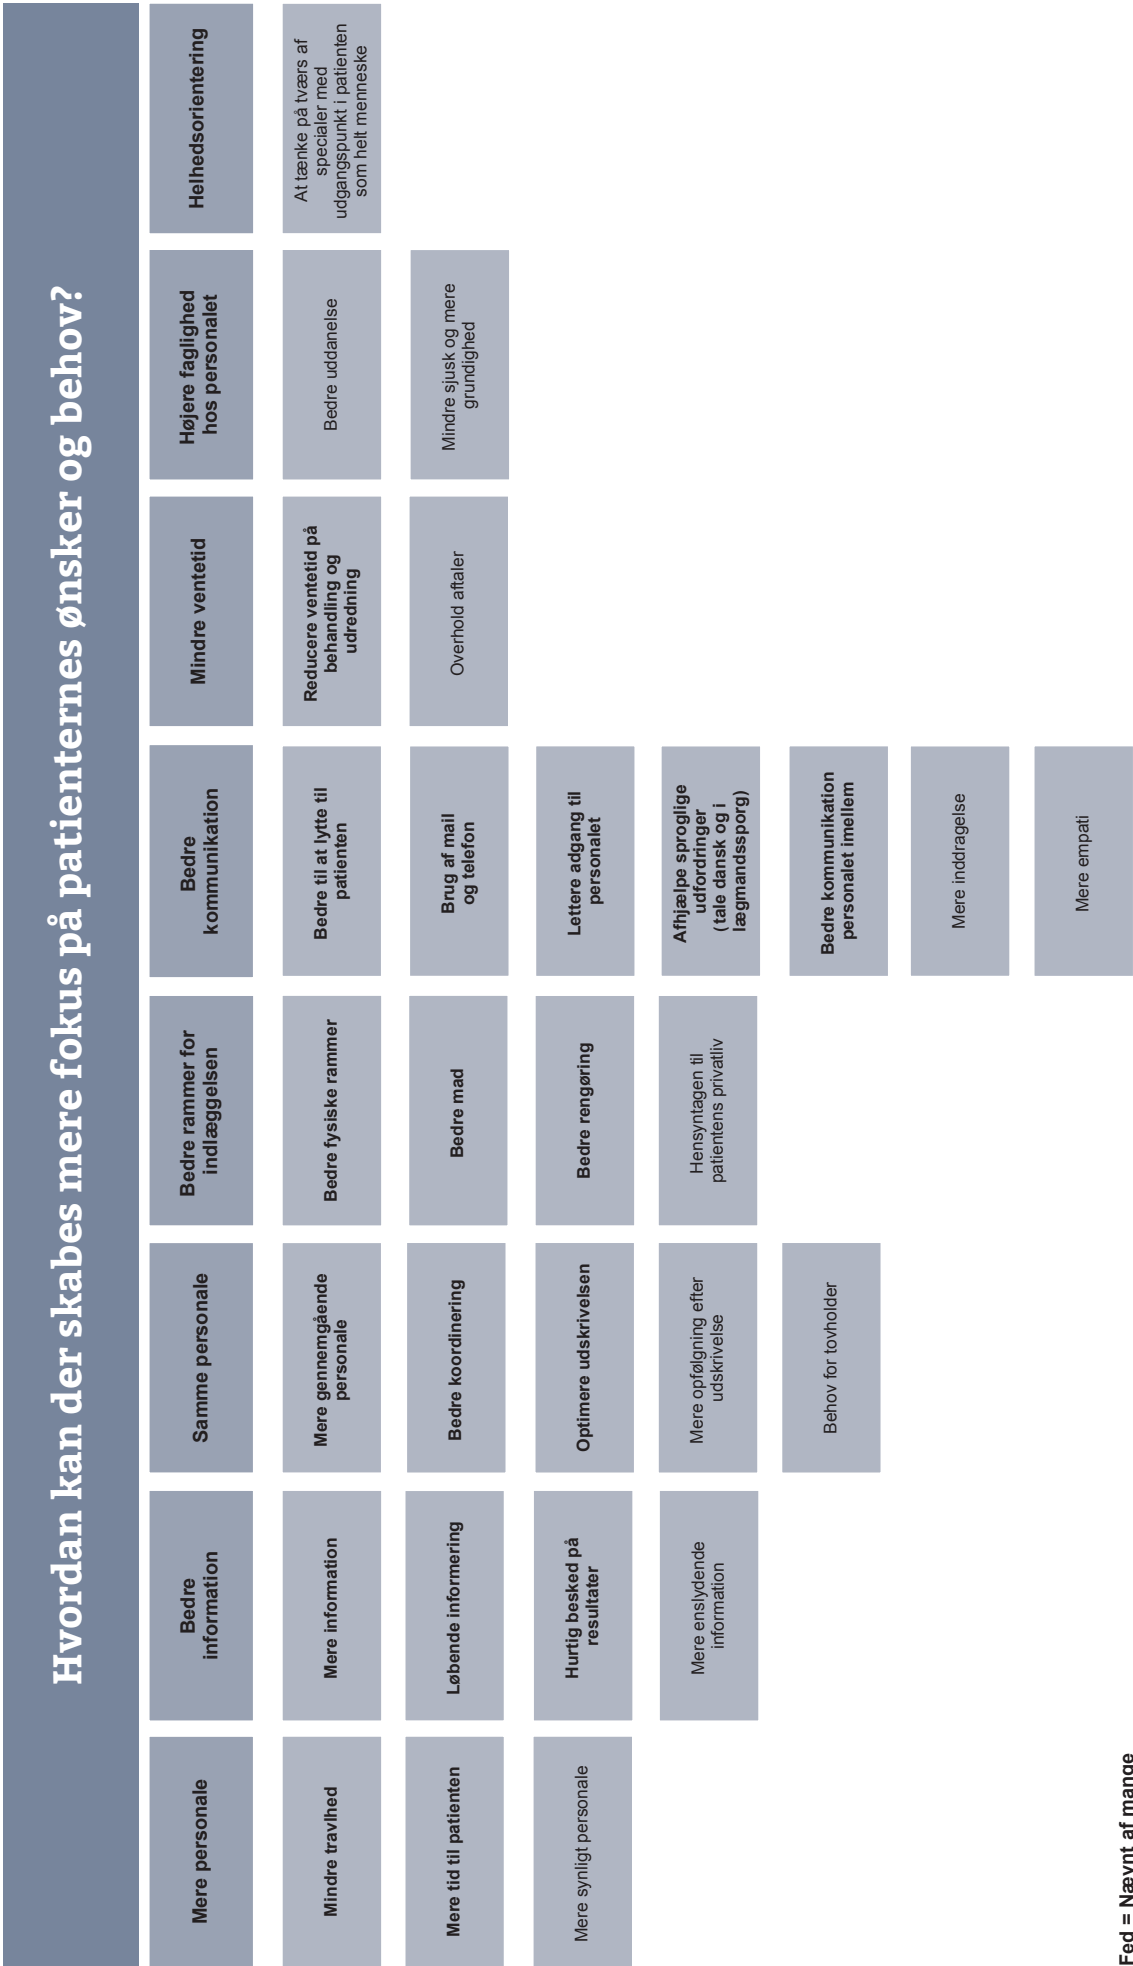 Hvordan kan der skabes mere fokus på patienternes ønsker og behov?
Mere personale
Mindre travlhed
Mere tid til patienten
Mere synligt personale
Bedre
information
Mere information
Løbende informering
Hurtig besked på
resultater
Mere enslydende
information
Samme personale
Mere gennemgående
personale
Bedre koordinering
Optimere udskrivelsen
Mere opfølgning efter
udskrivelse
Behov for tovholder
Bedre rammer for
indlæggelsen
Bedre fysiske rammer
Bedre mad
Bedre rengøring
Hensyntagen til
patientens privatliv
Bedre
kommunikation
Bedre til at lytte til
patienten
Brug af mail
og telefon
Lettere adgang til
personalet
Afhjælpe sproglige
udfordringer
(tale dansk og i
lægmandssporg)
Bedre kommunikation
personalet imellem
Mere inddragelse
Mere empati
Mindre ventetid
Reducere ventetid på
behandling og
udredning
Overhold aftaler
Højere faglighed
hos personalet
Bedre uddanelse
Mindre sjusk og mere
grundighed
Helhedsorientering
At tænke på tværs af
specialer med
udgangspunkt i patienten
som helt menneske
Fed = Nævnt af mange